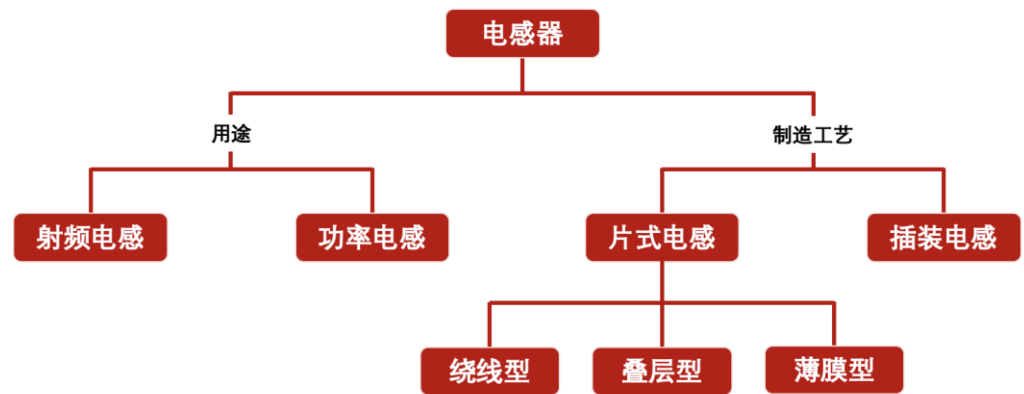 电感器
用途
制造工艺
射频电感
功率电感
片式电感
插装电感
绕线型
叠层型
薄膜型